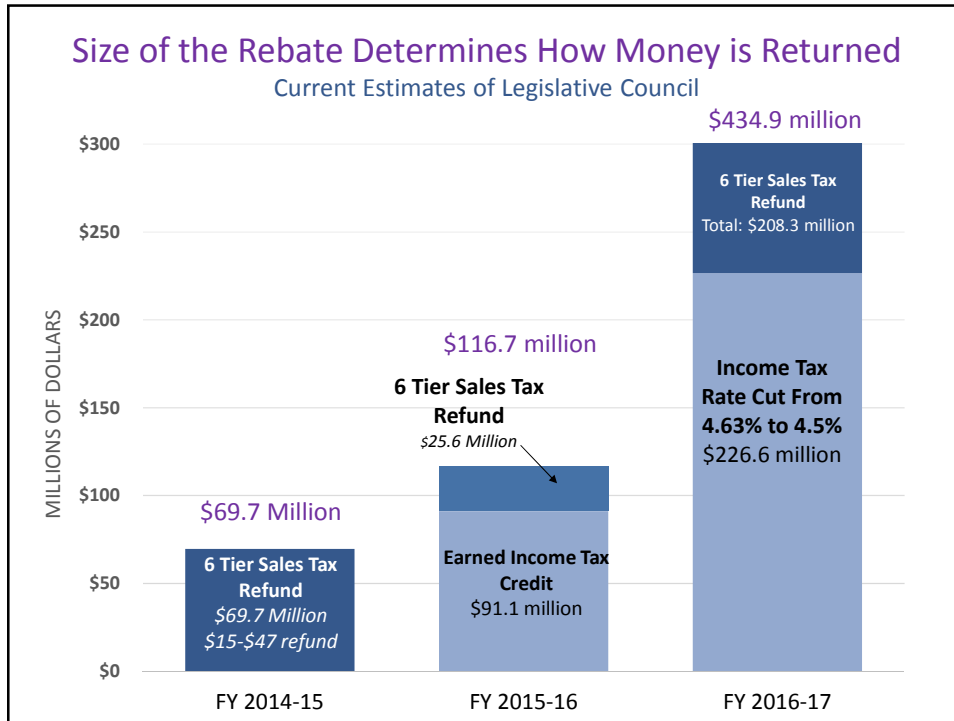 Size of the Rebate Determines How Money is Returned
Current Estimates of Legislative Council
MILLIONS OF DOLLARS
$300
$250
$200
$150
$100
$50
$0
$69.7 Million
6 Tier Sales Tax
Refund
$69.7 Million
$15-$47 refund
$116.7 million
6 Tier Sales Tax
Refund
$25.6 Million
Earned Income Tax
Credit
$91.1 million
$434.9 million
6 Tier Sales Tax
Refund
Total: $208.3 million
Income Tax
Rate Cut From
4.63% to 4.5%
$226.6 million
FY 2014-15
FY 2015-16
FY 2016-17